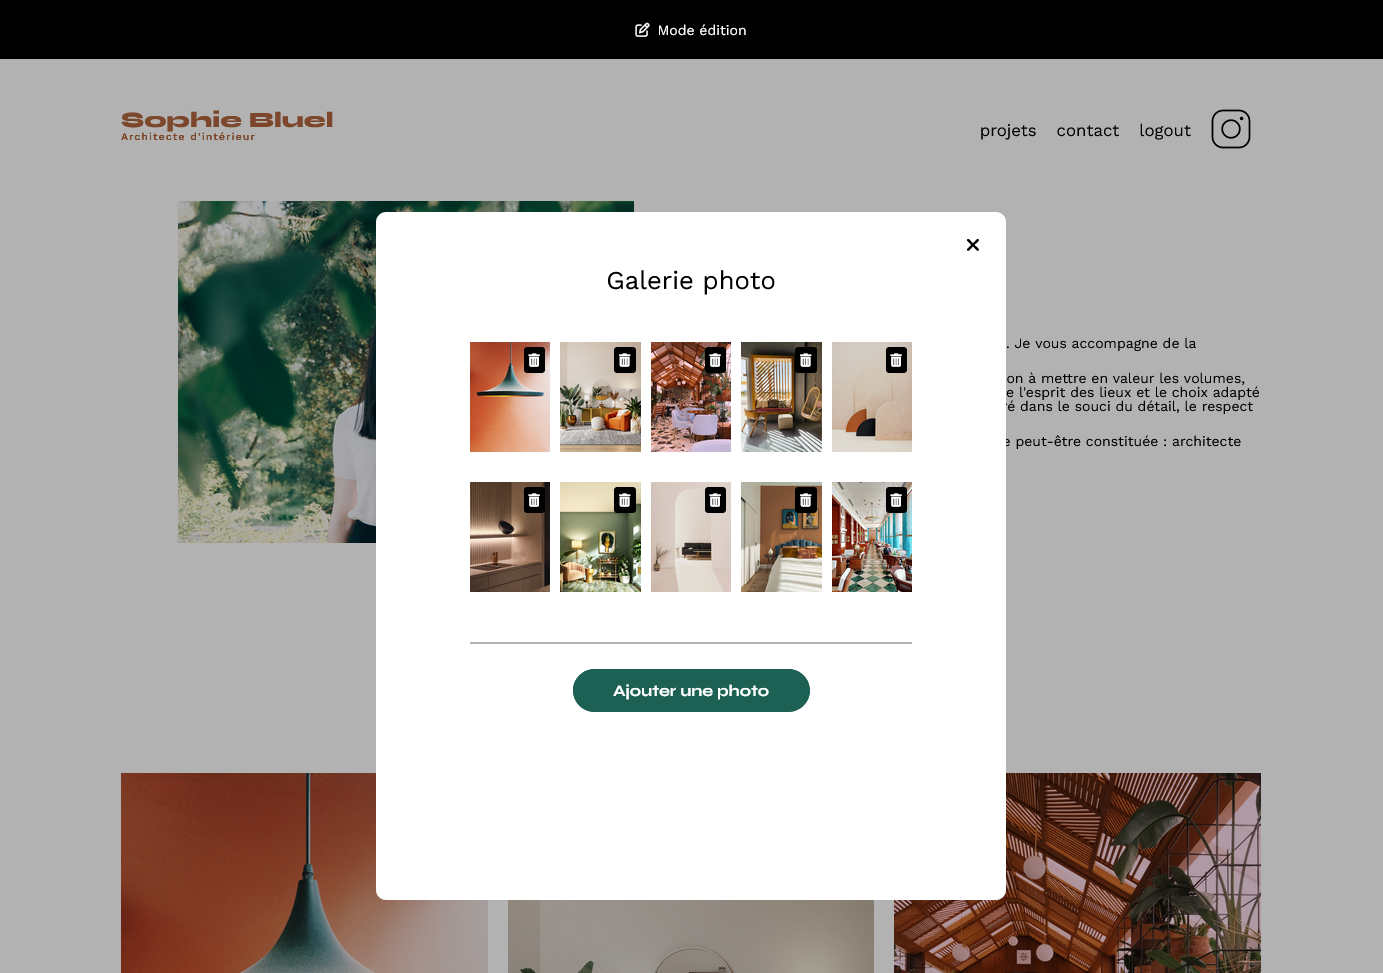 Mode édition
Sophie Bluel
Architecte d'intérieur
projets contact logout
Galerie photo
. Je vous accompagne de la
on à mettre en valeur les volumes,
e l'esprit des lieux et le choix adapté
é dans le souci du détail, le respect
e peut-être constituée : architecte
Ajouter une photo